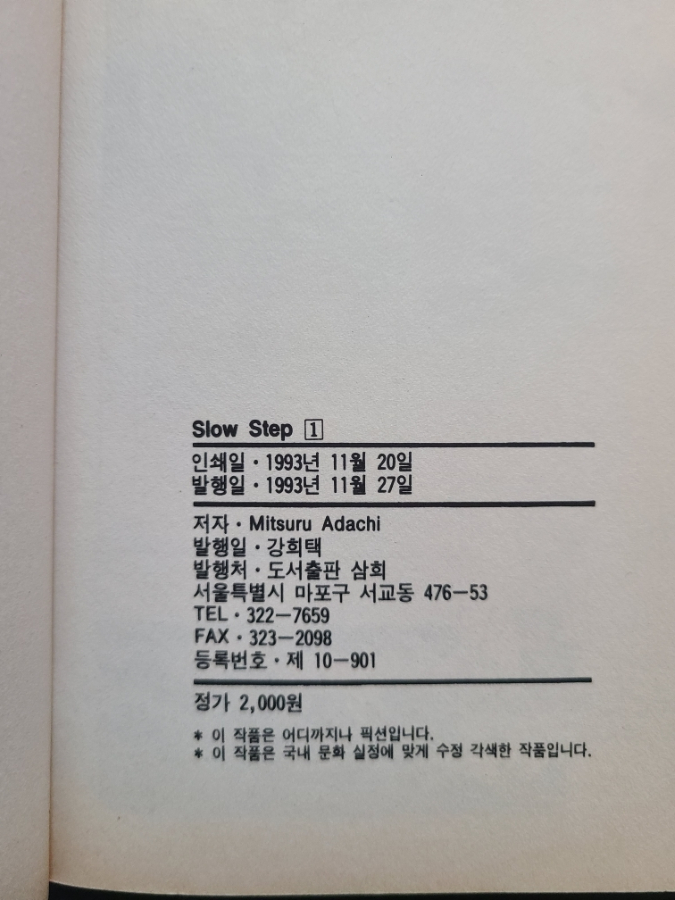 Slow Step 1
인쇄일·1993년 11월 20일
발행일·1993년 11월 27일
저자·Mitsuru Adachi
발행일·강희택
발행처·도서출판 삼희
서울특별시 마포구 서교동 476—53
TEL·322—7659
FAX·323—2098
등록번호·제 10—901
정가 2,000원
* 이 작품은 어디까지나 픽션입니다.
* 이 작품은 국내 문화 실정에 맞게 수정 각색한 작품입니다.